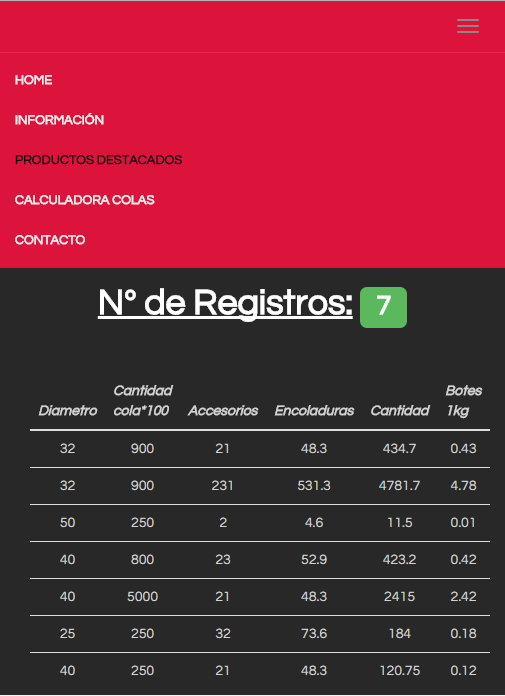 HOME
INFORMACIÓN
PRODUCTOS DESTACADOS
CALCULADORA COLAS
CONTACTO
Nº de Registros: 7
Diametro Cantidad cola*100 Accesorios Encoladuras Cantidad Botes 1kg
32 900 21 48.3 434.7 0.43
32 900 231 531.3 4781.7 4.78
50 250 2 4.6 11.5 0.01
40 800 23 52.9 423.2 0.42
40 5000 21 48.3 2415 2.42
25 250 32 73.6 184 0.18
40 250 21 48.3 120.75 0.12